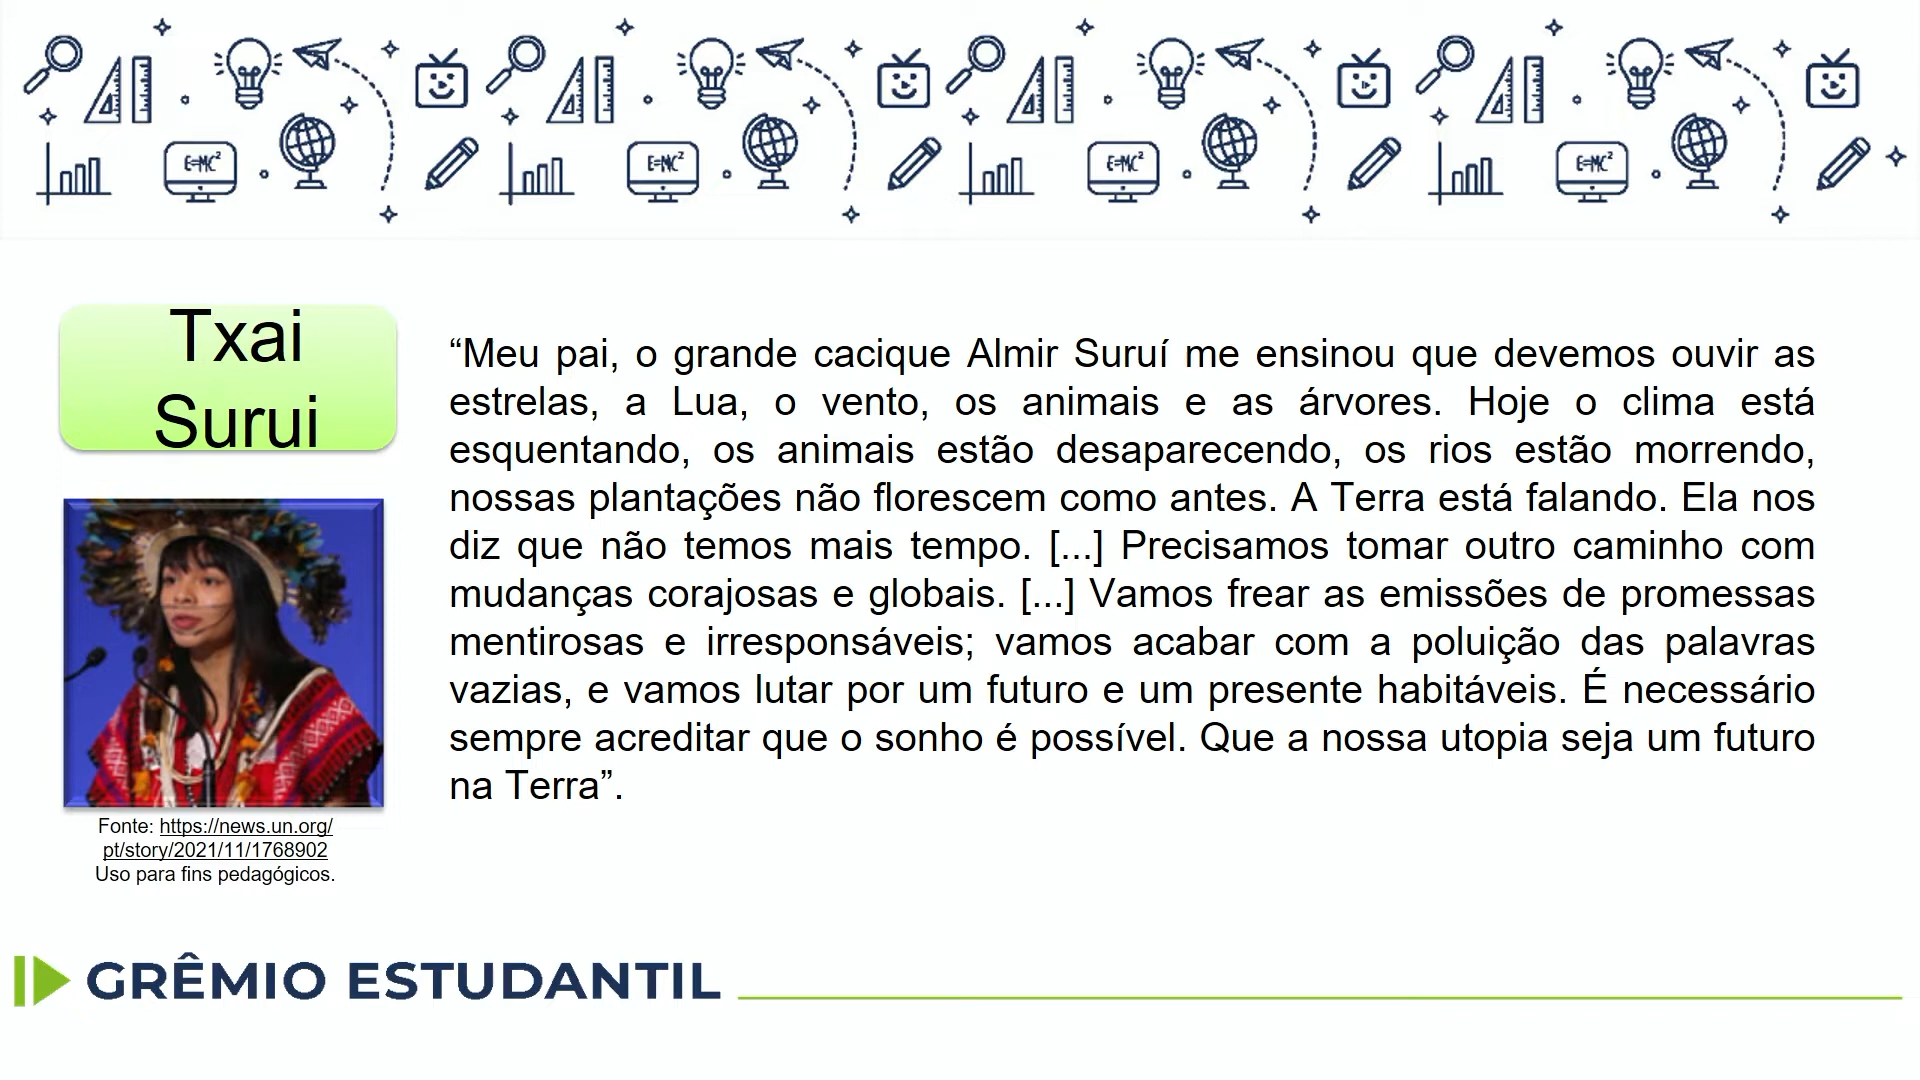 E=MC²
E=MC²
E=MC²
E=MC²
Txai
Surui
“Meu pai, o grande cacique Almir Suruí me ensinou que devemos ouvir as
estrelas, a Lua, o vento, os animais e as árvores. Hoje o clima está
esquentando, os animais estão desaparecendo, os rios estão morrendo,
nossas plantações não florescem como antes. A Terra está falando. Ela nos
diz que não temos mais tempo. [...] Precisamos tomar outro caminho com
mudanças corajosas e globais. [...] Vamos frear as emissões de promessas
mentirosas e irresponsáveis; vamos acabar com a poluição das palavras
vazias, e vamos lutar por um futuro e um presente habitáveis. É necessário
sempre acreditar que o sonho é possível. Que a nossa utopia seja um futuro
na Terra”.
Fonte: https://news.un.org/
pt/story/2021/11/1768902
Uso para fins pedagógicos.
GRÊMIO ESTUDANTIL